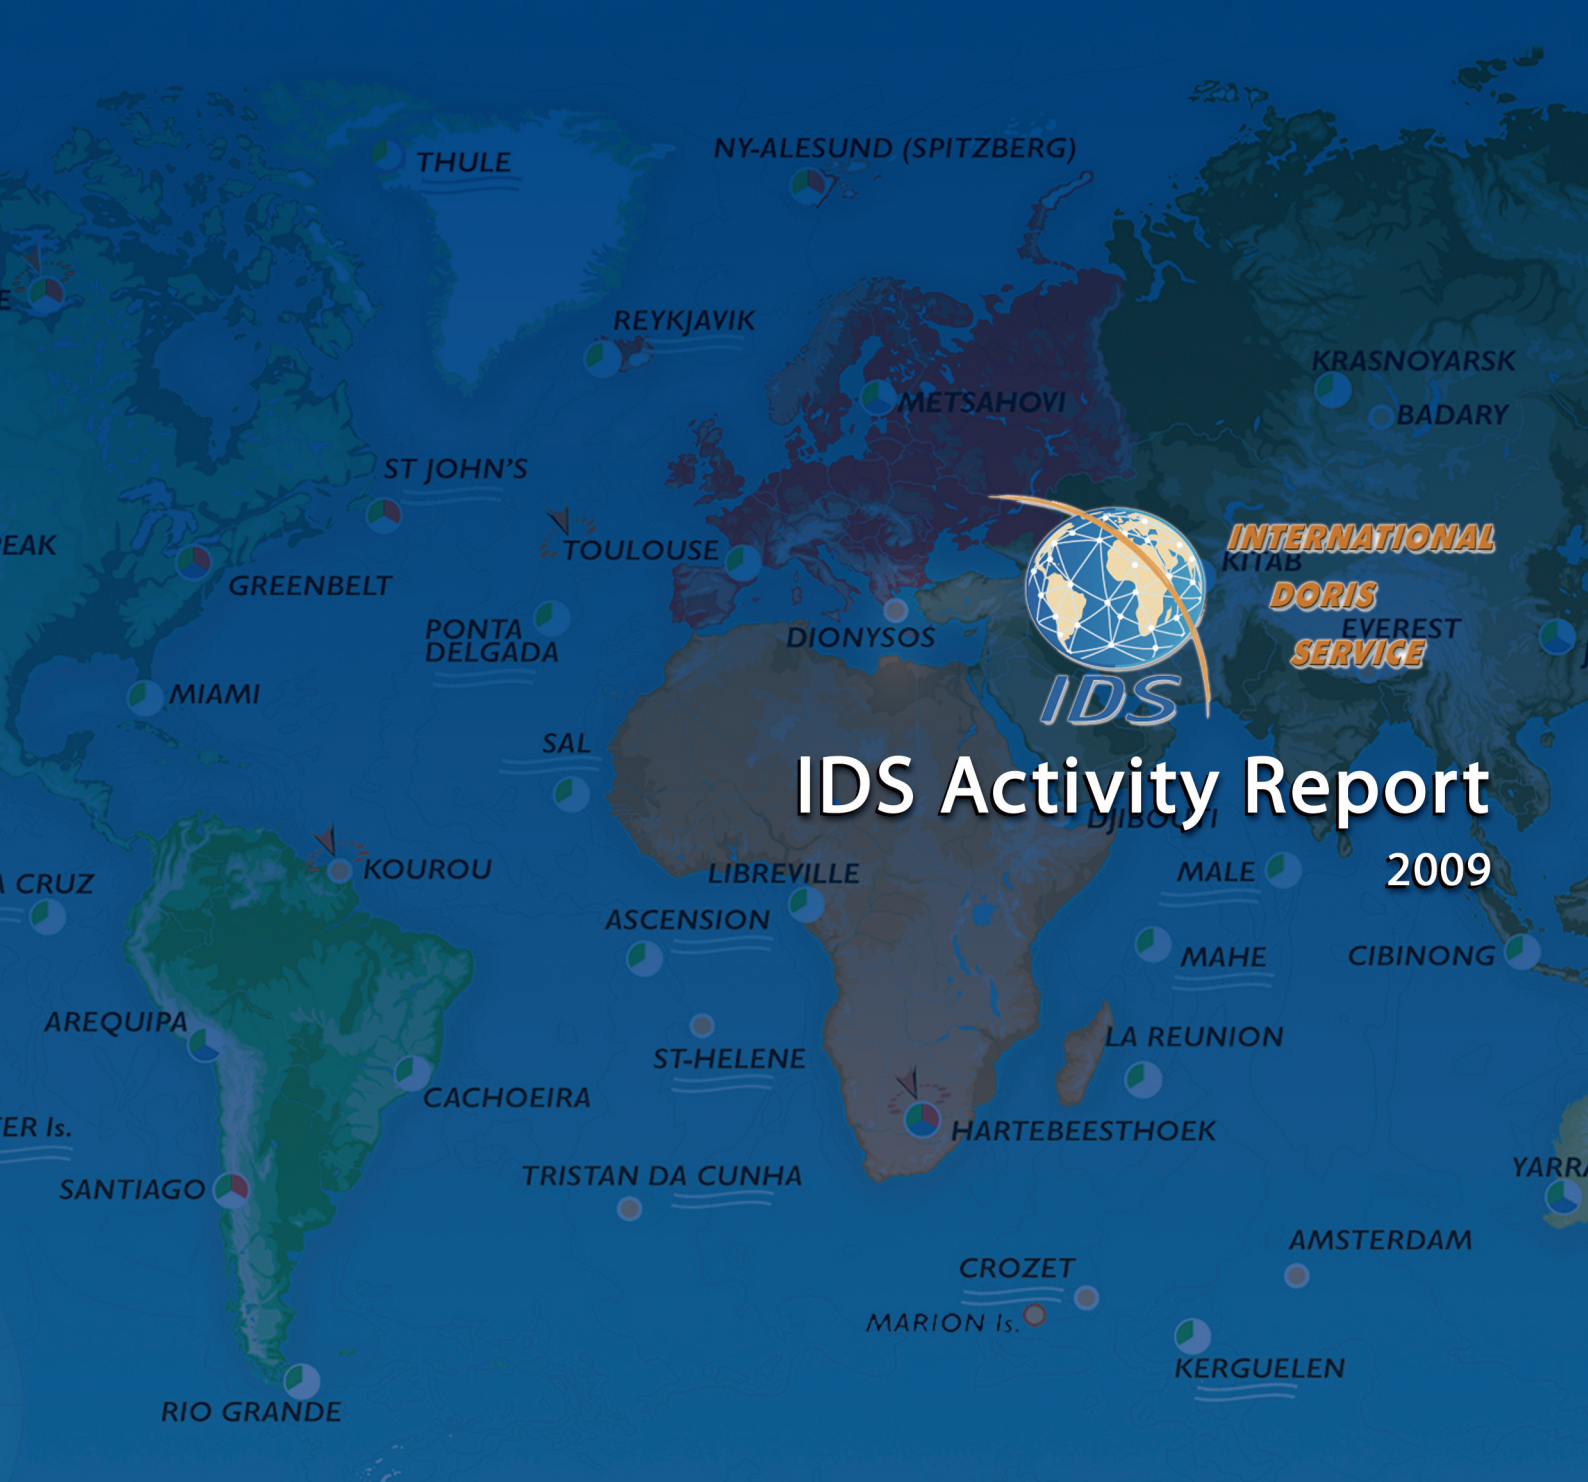 THULE
NY-ALESUND (SPITZBERG)
REYKJAVIK
KRASNOYARSK
METSAHOVI
BADARY
ST JOHN'S
INTERNATIONAL
TOULOUSE
KITAB
GREENBELT
DORIS
PONTA
DELGADA
DIONYSOS
EVEREST
SERVICE
MIAMI
IDS
SAL
IDS Activity Report
DJIBOUTI
2009
KOUROU
LIBREVILLE
MALE
A CRUZ
ASCENSION
MAHE
CIBINONG
AREQUIPA
LA REUNION
ST-HELENE
CACHOEIRA
ER Is.
HARTEBEESTHOEK
SANTIAGO
TRISTAN DA CUNHA
YARRA
AMSTERDAM
CROZET
MARION Is.
KERGUELEN
RIO GRANDE